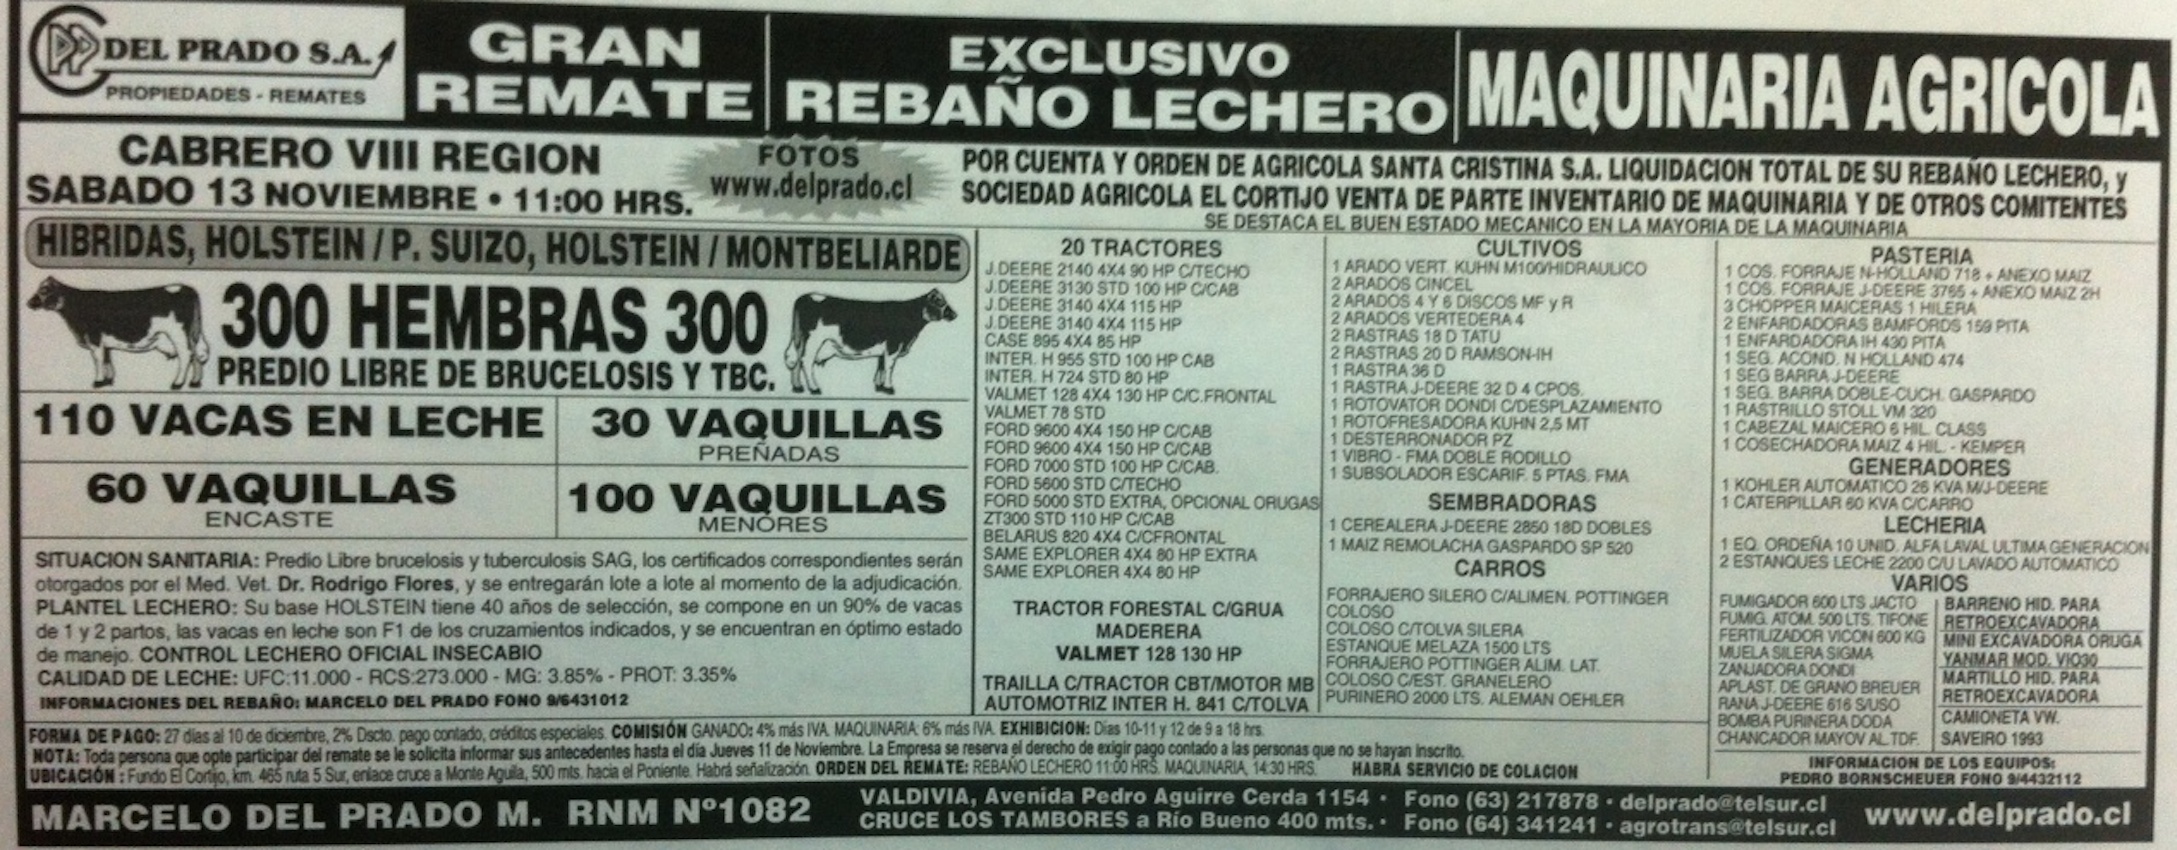 DEL PRADO S.A.
PROPIEDADES - REMATES
GRAN
REMATE
EXCLUSIVO
REBAÑO LECHERO
MAQUINARIA AGRICOLA
CABRERO VIII REGION
SABADO 13 NOVIEMBRE • 11:00 HRS.
FOTOS
www.delprado.cl
POR CUENTA Y ORDEN DE AGRICOLA SANTA CRISTINA S.A. LIQUIDACION TOTAL DE SU REBAÑO LECHERO, y
SOCIEDAD AGRICOLA EL CORTIJO VENTA DE PARTE INVENTARIO DE MAQUINARIA Y DE OTROS COMITENTES
SE DESTACA EL BUEN ESTADO MECANICO EN LA MAYORIA DE LA MAQUINARIA
HIBRIDAS, HOLSTEIN / P. SUIZO, HOLSTEIN / MONTBELIARDE
300 HEMBRAS 300
PREDIO LIBRE DE BRUCELOSIS Y TBC.
110 VACAS EN LECHE
30 VAQUILLAS
PREÑADAS
60 VAQUILLAS
ENCASTE
100 VAQUILLAS
MENORES
SITUACION SANITARIA: Predio Libre brucelosis y tuberculosis SAG, los certificados correspondientes serán
otorgados por el Med. Vet. Dr. Rodrigo Flores, y se entregarán lote a lote al momento de la adjudicación.
PLANTEL LECHERO: Su base HOLSTEIN tiene 40 años de selección, se compone en un 90% de vacas
de 1 y 2 partos, las vacas en leche son F1 de los cruzamientos indicados, y se encuentran en óptimo estado
de manejo. CONTROL LECHERO OFICIAL INSECABIO
CALIDAD DE LECHE: UFC:11.000 - RCS:273.000 - MG: 3.85% - PROT: 3.35%
INFORMACIONES DEL REBAÑO: MARCELO DEL PRADO FONO 9/6431012
20 TRACTORES
J.DEERE 2140 4X4 90 HP C/TECHO
J.DEERE 3130 STD 100 HP C/CAB
J.DEERE 3140 4X4 115 HP
J.DEERE 3140 4X4 115 HP
CASE 895 4X4 85 HP
INTER. H 955 STD 100 HP CAB
INTER. H 724 STD 80 HP
VALMET 128 4X4 130 HP C/C.FRONTAL
VALMET 78 STD
FORD 9600 4X4 150 HP C/CAB
FORD 9600 4X4 150 HP C/CAB
FORD 7000 STD 100 HP C/CAB.
FORD 5600 STD C/TECHO
FORD 5000 STD EXTRA, OPCIONAL ORUGAS
ZT300 STD 110 HP C/CAB
BELARUS 820 4X4 C/CFRONTAL
SAME EXPLORER 4X4 80 HP EXTRA
SAME EXPLORER 4X4 80 HP
TRACTOR FORESTAL C/GRUA
MADERERA
VALMET 128 130 HP
TRAILLA C/TRACTOR CBT/MOTOR MB
AUTOMOTRIZ INTER H. 841 C/TOLVA
CULTIVOS
1 ARADO VERT. KUHN M100/HIDRAULICO
2 ARADOS CINCEL
2 ARADOS 4 Y 6 DISCOS MF y R
2 ARADOS VERTEDERA 4
2 RASTRAS 18 D TATU
2 RASTRAS 20 D RAMSON-IH
1 RASTRA 36 D
1 RASTRA J-DEERE 32 D 4 CPOS.
1 ROTOVATOR DONDI C/DESPLAZAMIENTO
1 ROTOFRESADORA KUHN 2,5 MT
1 DESTERRONADOR PZ
1 VIBRO - FMA DOBLE RODILLO
1 SUBSOLADOR ESCARIF. 5 PTAS. FMA
SEMBRADORAS
1 CEREALERA J-DEERE 2850 18D DOBLES
1 MAIZ REMOLACHA GASPARDO SP 520
CARROS
FORRAJERO SILERO C/ALIMEN. POTTINGER
COLOSO
COLOSO C/TOLVA SILERA
ESTANQUE MELAZA 1500 LTS
FORRAJERO POTTINGER ALIM. LAT.
COLOSO C/EST. GRANELERO
PURINERO 2000 LTS. ALEMAN OEHLER
PASTERIA
1 COS. FORRAJE N-HOLLAND 718 + ANEXO MAIZ
1 COS. FORRAJE J-DEERE 3765 + ANEXO MAIZ 2H
3 CHOPPER MAICERAS 1 HILERA
2 ENFARDADORAS BAMFORDS 159 PITA
1 ENFARDADORA IH 430 PITA
1 SEG. ACOND. N HOLLAND 474
1 SEG BARRA J-DEERE
1 SEG. BARRA DOBLE-CUCH. GASPARDO
1 RASTRILLO STOLL VM 320
1 CABEZAL MAICERO 6 HIL. CLASS
1 COSECHADORA MAIZ 4 HIL. - KEMPER
GENERADORES
1 KOHLER AUTOMATICO 26 KVA M/J-DEERE
1 CATERPILLAR 60 KVA C/CARRO
LECHERIA
1 EQ. ORDEÑA 10 UNID. ALFA LAVAL ULTIMA GENERACION
2 ESTANQUES LECHE 2200 C/U LAVADO AUTOMATICO
VARIOS
FUMIGADOR 600 LTS JACTO
FUMIG. ATOM. 500 LTS. TIFONE
FERTILIZADOR VICON 600 KG
MUELA SILERA SIGMA
ZANJADORA DONDI
APLAST. DE GRANO BREUER
RANA J-DEERE 616 S/USO
BOMBA PURINERA DODA
CHANCADOR MAYOV AL.TDF.
BARRENO HID. PARA
RETROEXCAVADORA
MINI EXCAVADORA ORUGA
YANMAR MOD. VIO30
MARTILLO HID. PARA
RETROEXCAVADORA
CAMIONETA VW.
SAVEIRO 1993
INFORMACION DE LOS EQUIPOS:
PEDRO BORNSCHEUER FONO 9/4432112
FORMA DE PAGO: 27 días al 10 de diciembre, 2% Dscto. pago contado, créditos especiales. COMISIÓN GANADO: 4% más IVA. MAQUINARIA: 6% más IVA. EXHIBICION: Días 10-11 y 12 de 9 a 18 hrs.
NOTA: Toda persona que opte participar del remate se le solicita informar sus antecedentes hasta el día Jueves 11 de Noviembre. La Empresa se reserva el derecho de exigir pago contado a las personas que no se hayan inscrito.
UBICACIÓN : Fundo El Cortijo, km. 465 ruta 5 Sur, enlace cruce a Monte Aguila, 500 mts. hacia el Poniente. Habrá señalización. ORDEN DEL REMATE: REBAÑO LECHERO 11:00 HRS. MAQUINARIA, 14:30 HRS. HABRA SERVICIO DE COLACION
MARCELO DEL PRADO M. RNM Nº1082
VALDIVIA, Avenida Pedro Aguirre Cerda 1154 • Fono (63) 217878 • delprado@telsur.cl
CRUCE LOS TAMBORES a Río Bueno 400 mts. • Fono (64) 341241 • agrotrans@telsur.cl
www.delprado.cl